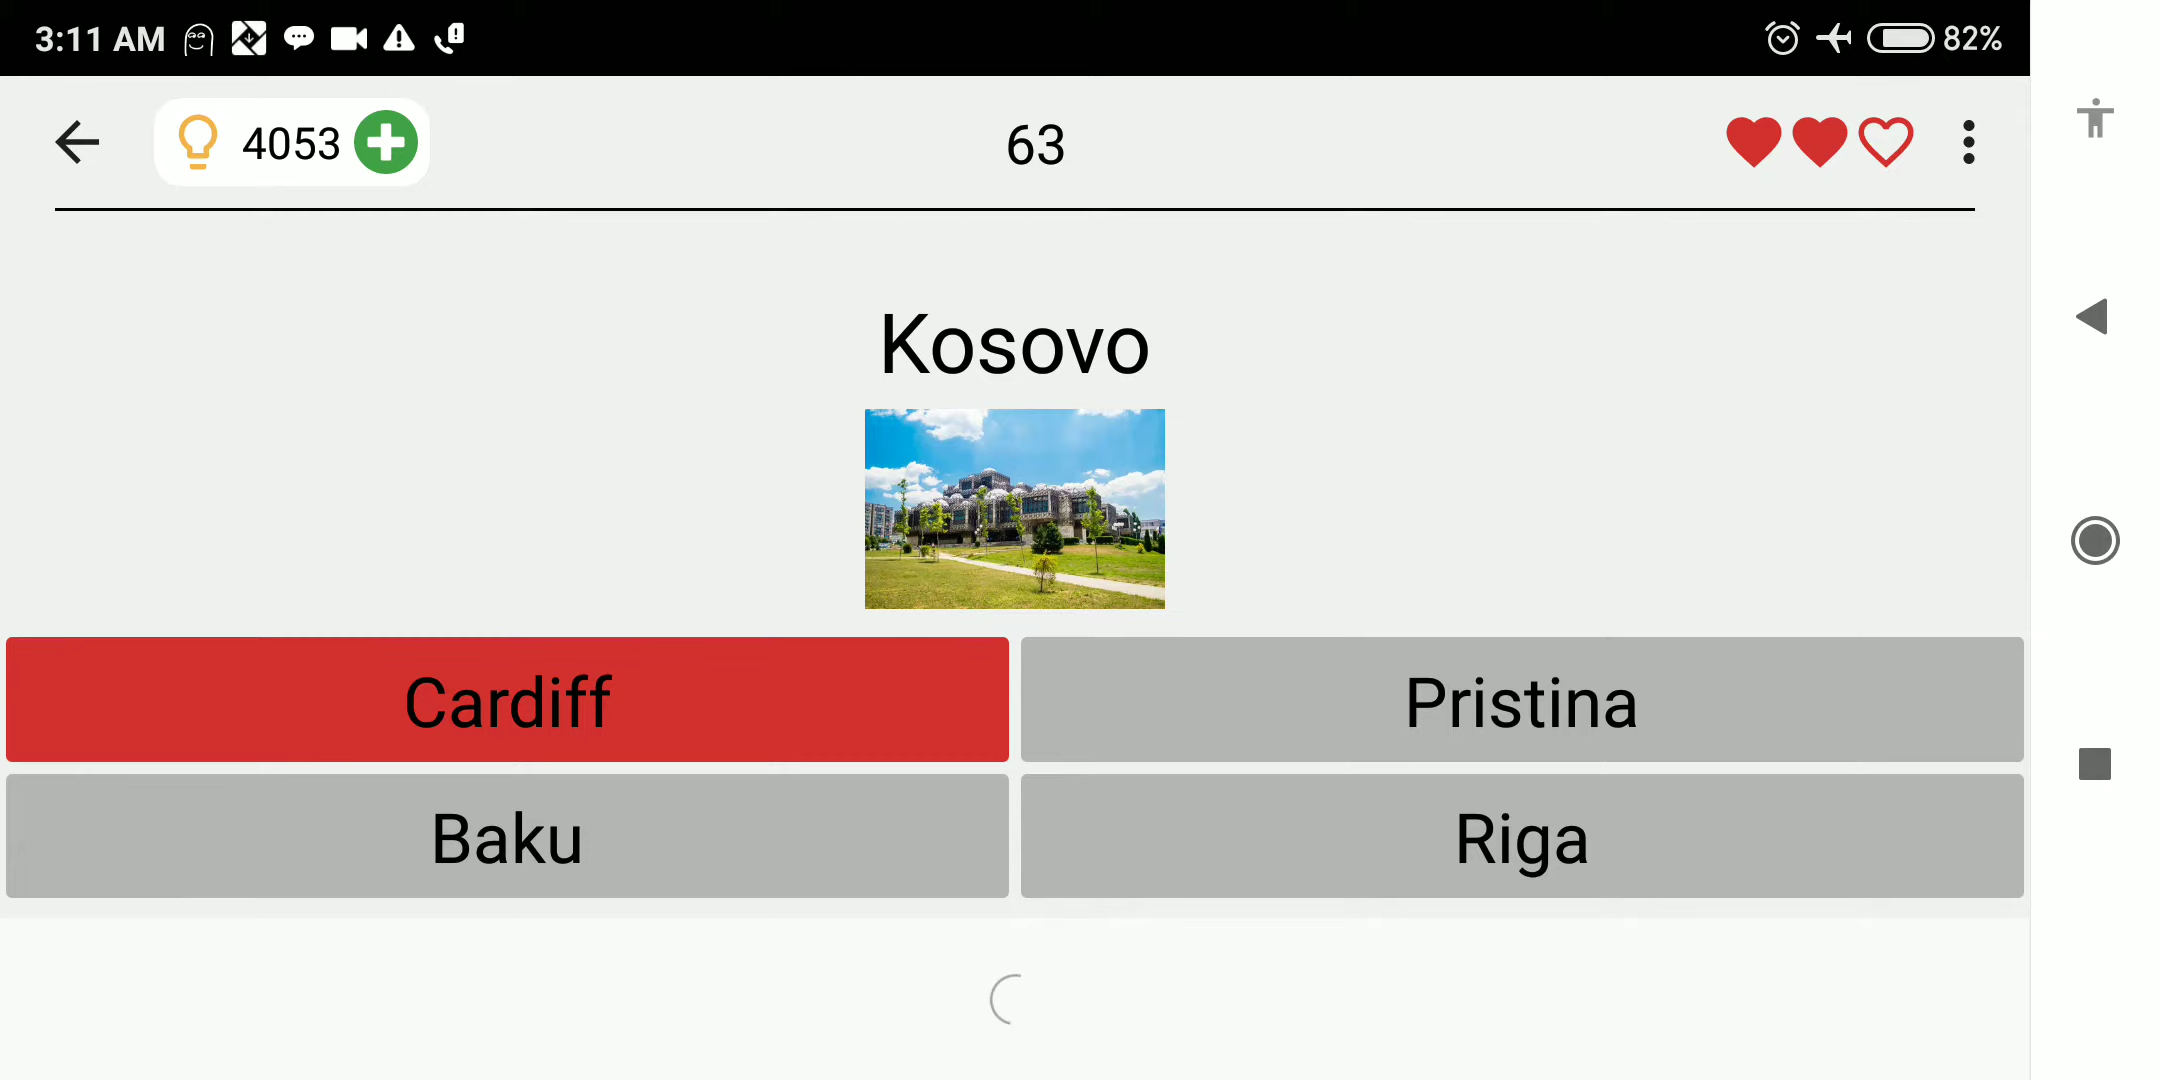 3:11 AM 82%
4053 63
Kosovo
Cardiff Pristina
Baku Riga